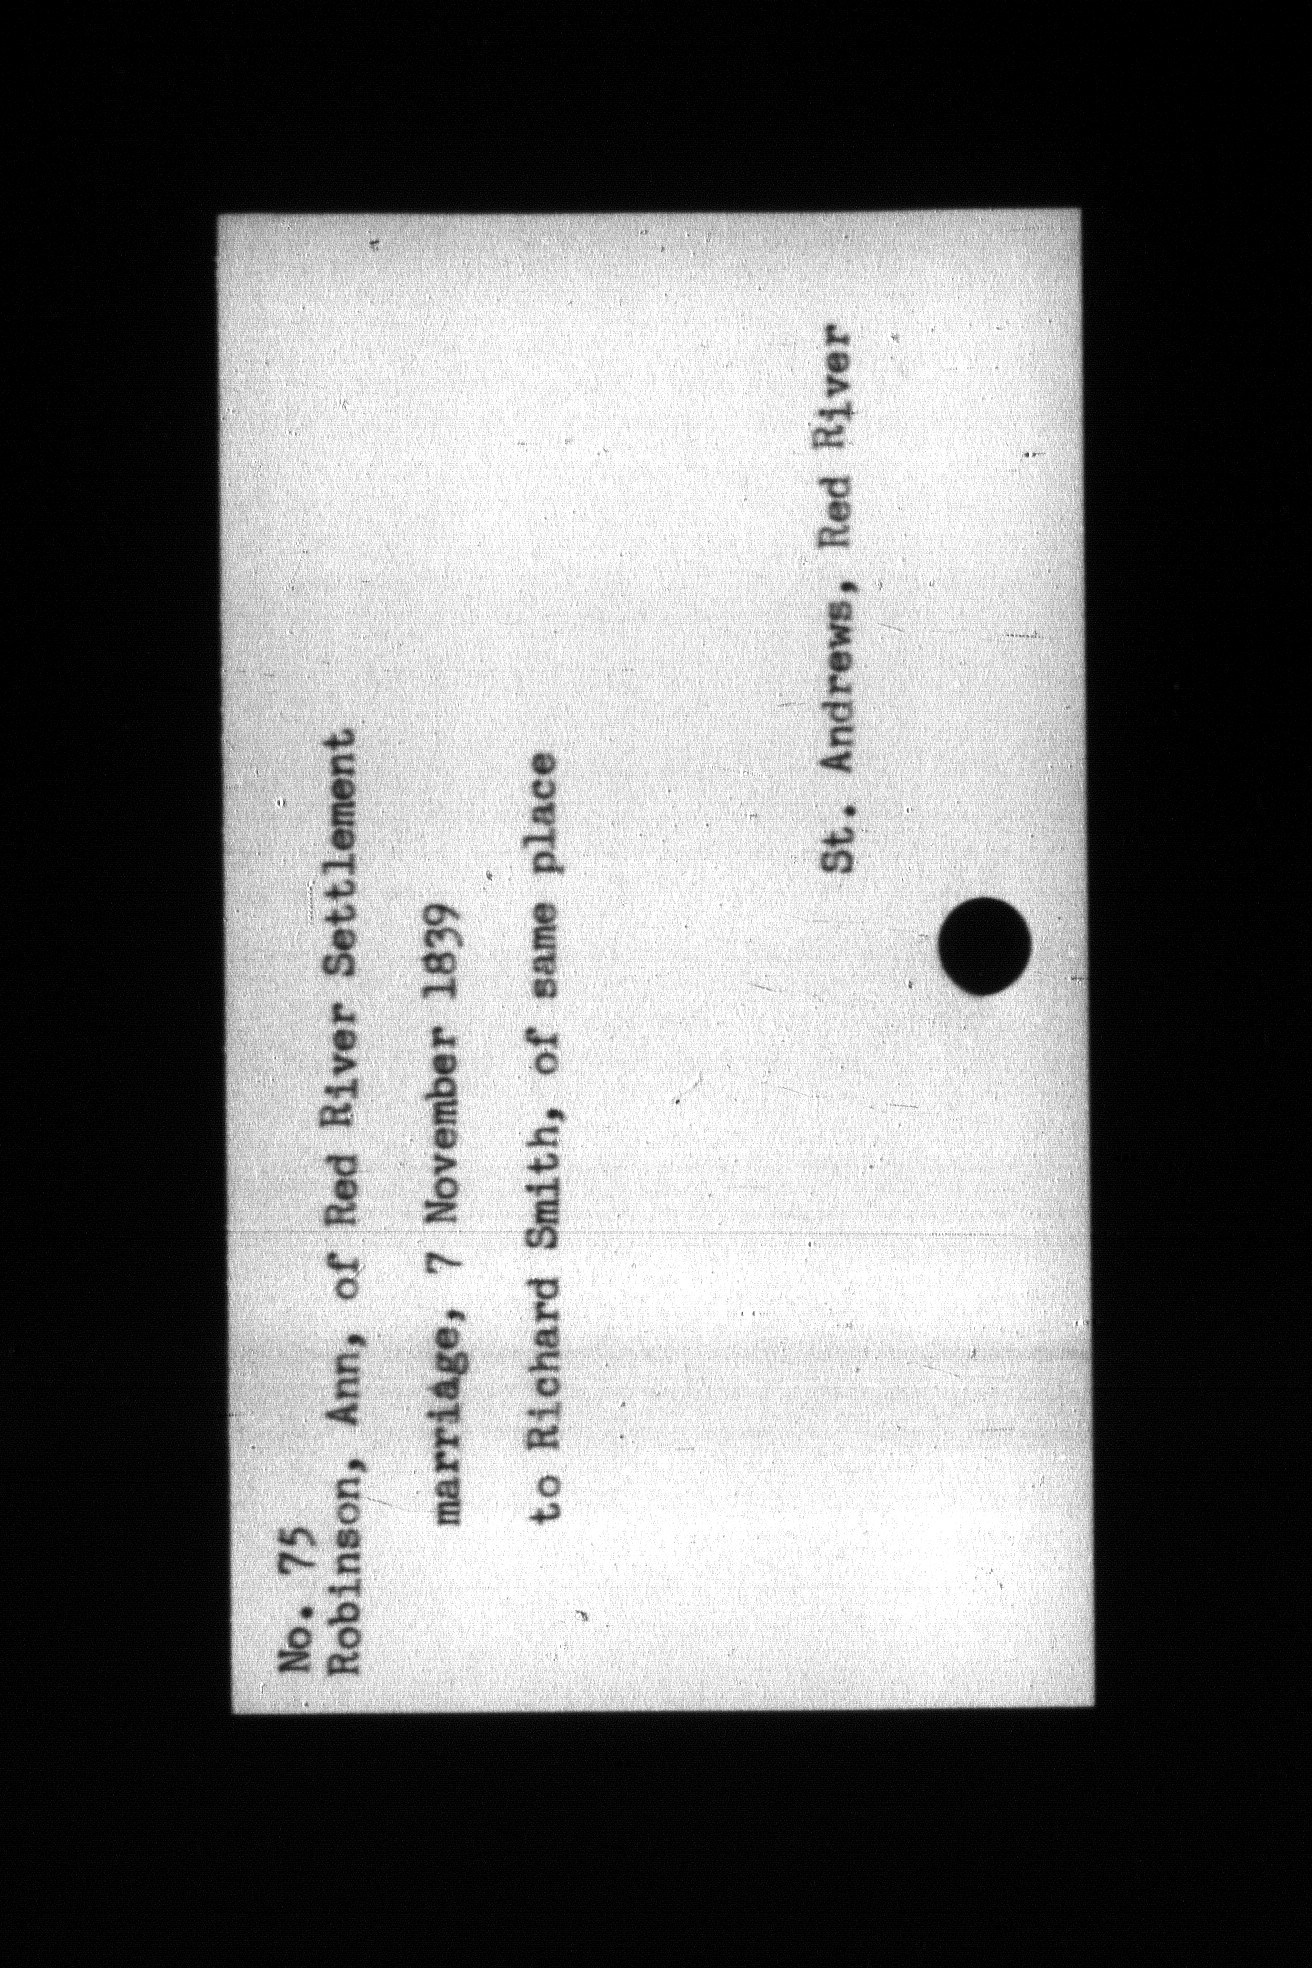 No. 75
Robinson, Ann, of Red River Settlement
marriage, 7 November 1839
to Richard Smith, of same place
St. Andrews, Red River